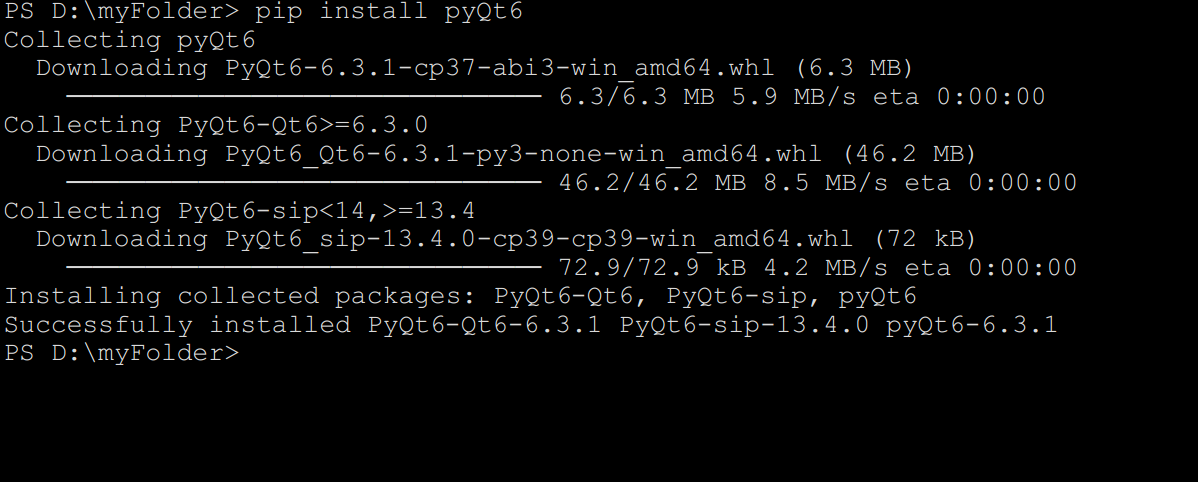 PS D:\myFolder> pip install pyQt6
Collecting pyQt6
  Downloading PyQt6-6.3.1-cp37-abi3-win_amd64.whl (6.3 MB)
     ------------------------------ 6.3/6.3 MB 5.9 MB/s eta 0:00:00
Collecting PyQt6-Qt6>=6.3.0
  Downloading PyQt6_Qt6-6.3.1-py3-none-win_amd64.whl (46.2 MB)
     ------------------------------ 46.2/46.2 MB 8.5 MB/s eta 0:00:00
Collecting PyQt6-sip<14,>=13.4
  Downloading PyQt6_sip-13.4.0-cp39-cp39-win_amd64.whl (72 kB)
     ------------------------------ 72.9/72.9 kB 4.2 MB/s eta 0:00:00
Installing collected packages: PyQt6-Qt6, PyQt6-sip, pyQt6
Successfully installed PyQt6-Qt6-6.3.1 PyQt6-sip-13.4.0 pyQt6-6.3.1
PS D:\myFolder>